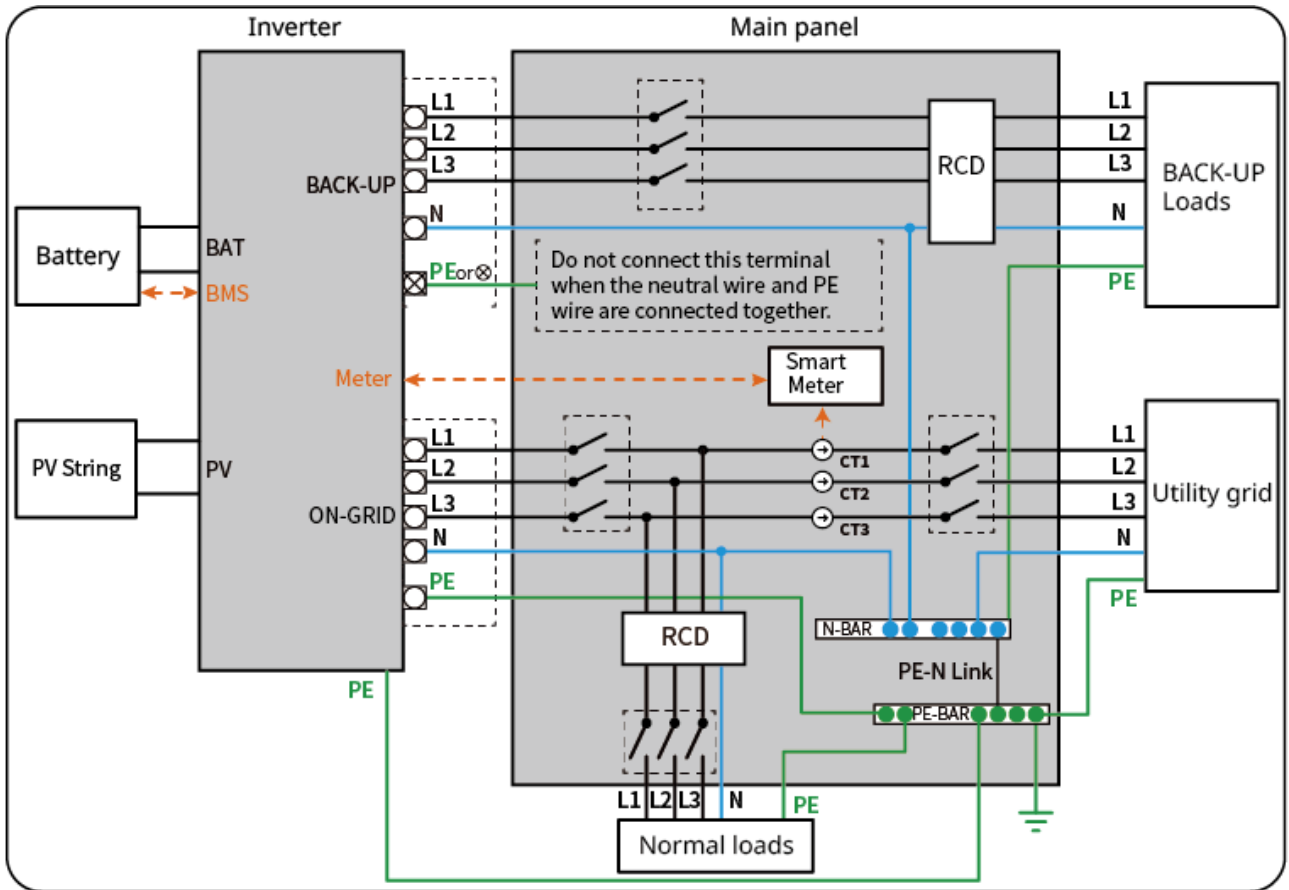 Inverter
Main panel
L1
L2
L3
BACK-UP
N
PE or ⊗
Do not connect this terminal
when the neutral wire and PE
wire are connected together.
RCD
L1
L2
L3
N
PE
BACK-UP
Loads
Battery
BAT
BMS
Meter
Smart
Meter
PV String
PV
L1
L2
L3
ON-GRID
N
PE
CT1
CT2
CT3
L1
L2
L3
N
PE
Utility grid
RCD
N-BAR
PE-N Link
PE-BAR
PE
L1
L2
L3
N
PE
Normal loads